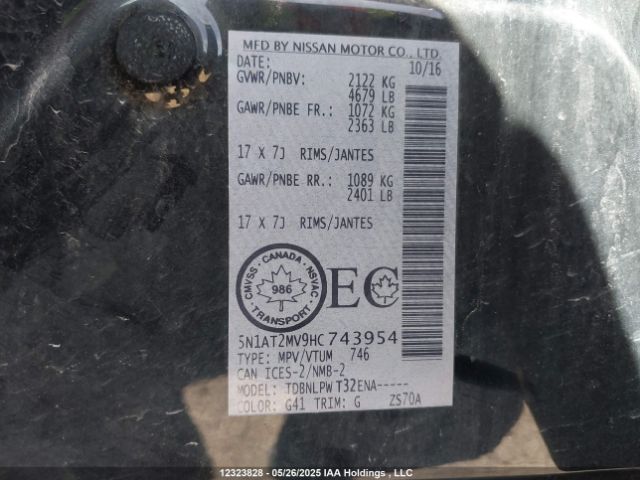 MFD BY NISSAN MOTOR CO., LTD.
DATE: 10/16
GVWR/PNBV: 2122 KG
4679 LB
GAWR/PNBE FR.: 1072 KG
2363 LB
17 X 7J RIMS/JANTES
GAWR/PNBE RR.: 1089 KG
2401 LB
17 X 7J RIMS/JANTES
CANADA
CMVSS NSVAC
986
TRANSPORT
EC
5N1AT2MV9HC743954
TYPE: MPV/VTUM 746
CAN ICES-2/NMB-2
MODEL: TDBNLPW T32ENA-----
COLOR: G41 TRIM: G ZS70A
12323828 - 05/26/2025 IAA Holdings , LLC